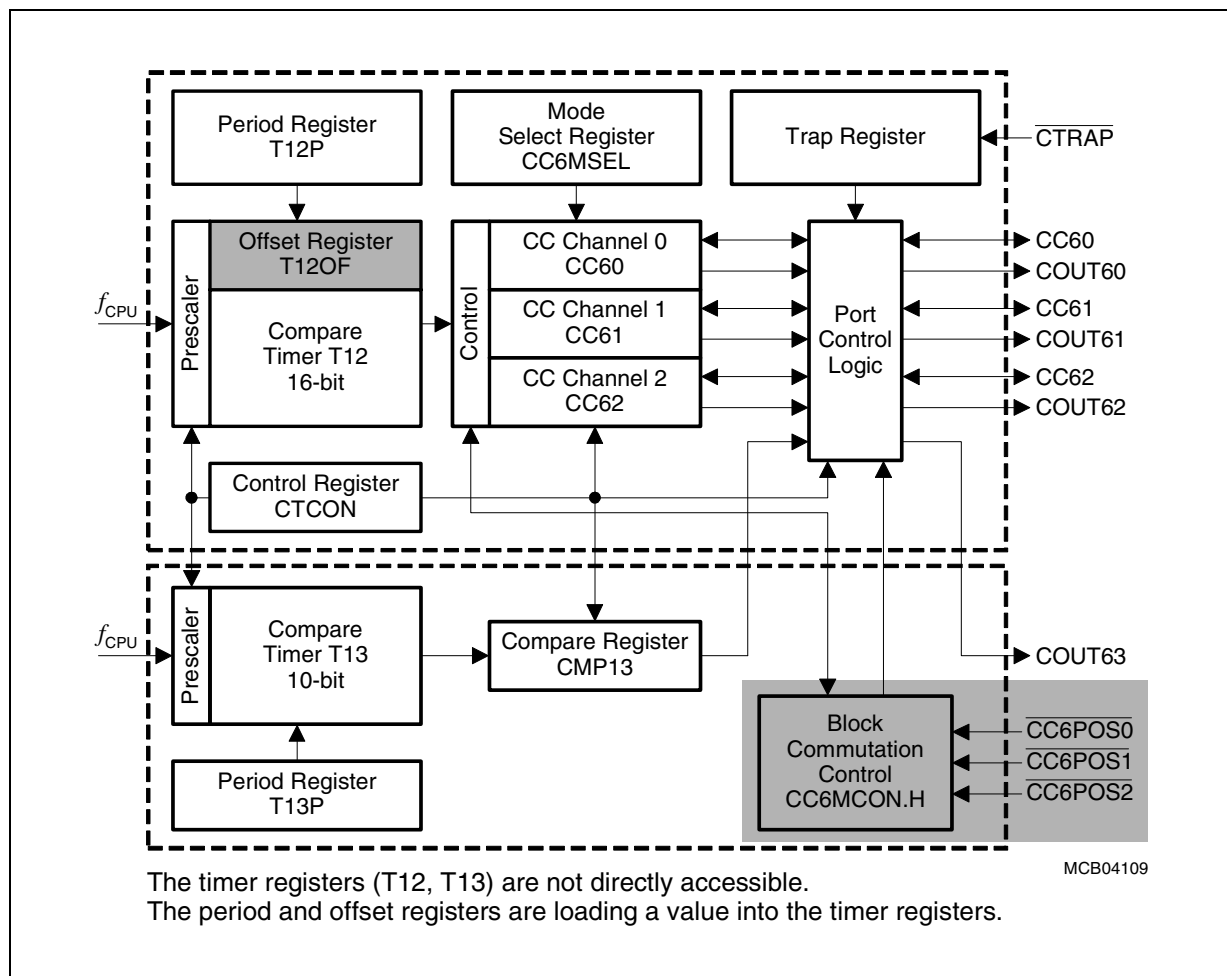 Period Register
T12P
Mode
Select Register
CC6MSEL
Trap Register
CTRAP
Prescaler
Offset Register
T12OF
Compare
Timer T12
16-bit
fCPU
Control
CC Channel 0
CC60
CC Channel 1
CC61
CC Channel 2
CC62
Port
Control
Logic
CC60
COUT60
CC61
COUT61
CC62
COUT62
Control Register
CTCON
fCPU
Prescaler
Compare
Timer T13
10-bit
Compare Register
CMP13
COUT63
Period Register
T13P
Block
Commutation
Control
CC6MCON.H
CC6POS0
CC6POS1
CC6POS2
MCB04109
The timer registers (T12, T13) are not directly accessible.
The period and offset registers are loading a value into the timer registers.